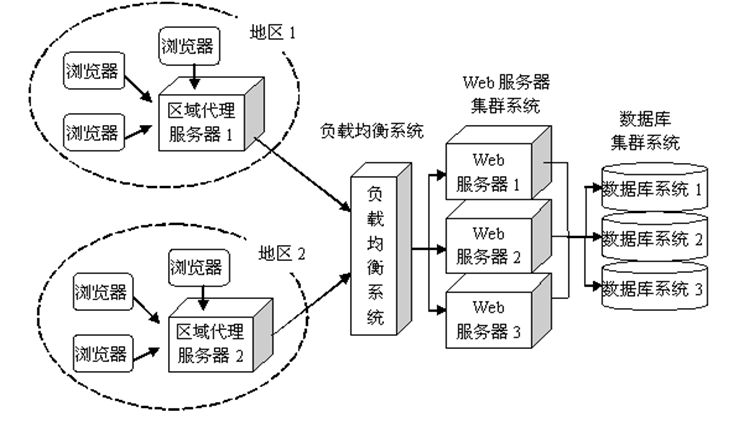 地区 1
浏览器
浏览器
浏览器
区域代理
服务器 1
地区 2
浏览器
浏览器
浏览器
区域代理
服务器 2
负载均衡系统
负
载
均
衡
系
统
Web 服务器
集群系统
Web
服务器 1
Web
服务器 2
Web
服务器 3
数据库
集群系统
数据库系统 1
数据库系统 2
数据库系统 3